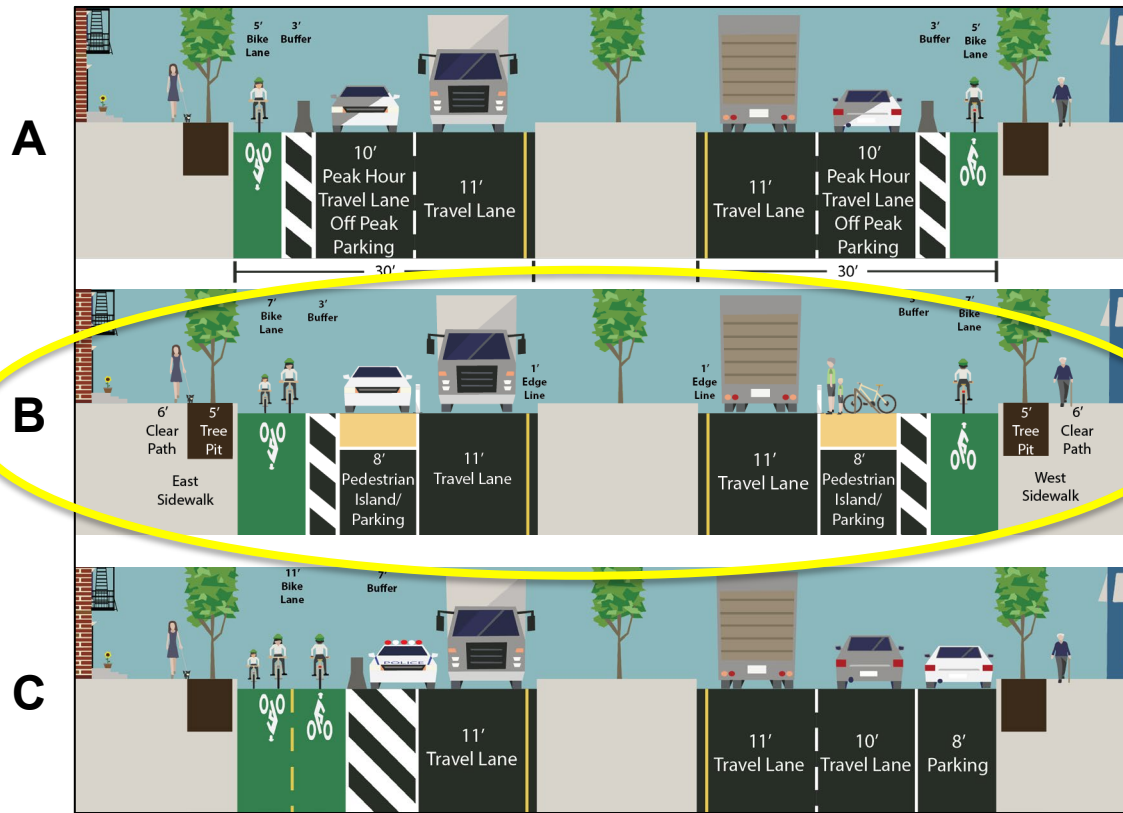 A
5'
Bike
Lane
3'
Buffer
10'
Peak Hour
Travel Lane
Off Peak
Parking
11'
Travel Lane
11'
Travel Lane
10'
Peak Hour
Travel Lane
Off Peak
Parking
3'
Buffer
5'
Bike
Lane
30'
30'
B
6'
Clear
Path
5'
Tree
Pit
East
Sidewalk
7'
Bike
Lane
3'
Buffer
8'
Pedestrian
Island/
Parking
11'
Travel Lane
1'
Edge
Line
1'
Edge
Line
11'
Travel Lane
8'
Pedestrian
Island/
Parking
3'
Buffer
7'
Bike
Lane
5'
Tree
Pit
6'
Clear
Path
West
Sidewalk
C
11'
Bike
Lane
7'
Buffer
POLICE
11'
Travel Lane
11'
Travel Lane
10'
Travel Lane
8'
Parking